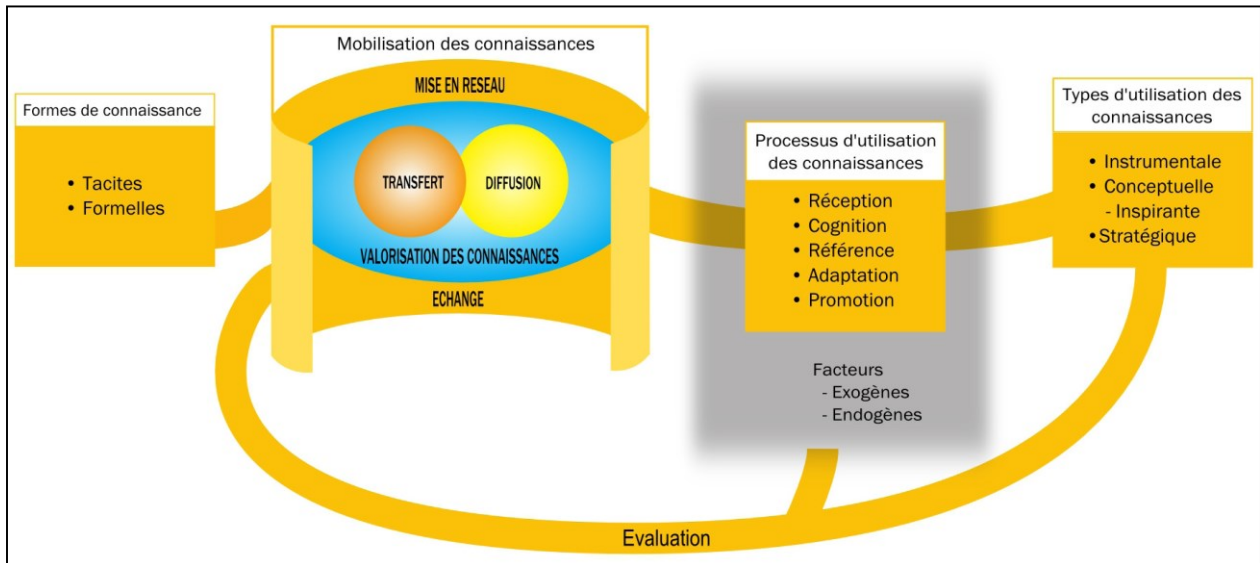 Formes de connaissance
• Tacites
• Formelles
Mobilisation des connaissances
MISE EN RESEAU
TRANSFERT
DIFFUSION
VALORISATION DES CONNAISSANCES
ECHANGE
Processus d'utilisation
des connaissances
• Réception
• Cognition
• Référence
• Adaptation
• Promotion
Facteurs
- Exogènes
- Endogènes
Types d'utilisation des
connaissances
• Instrumentale
• Conceptuelle
- Inspirante
•Stratégique
Evaluation